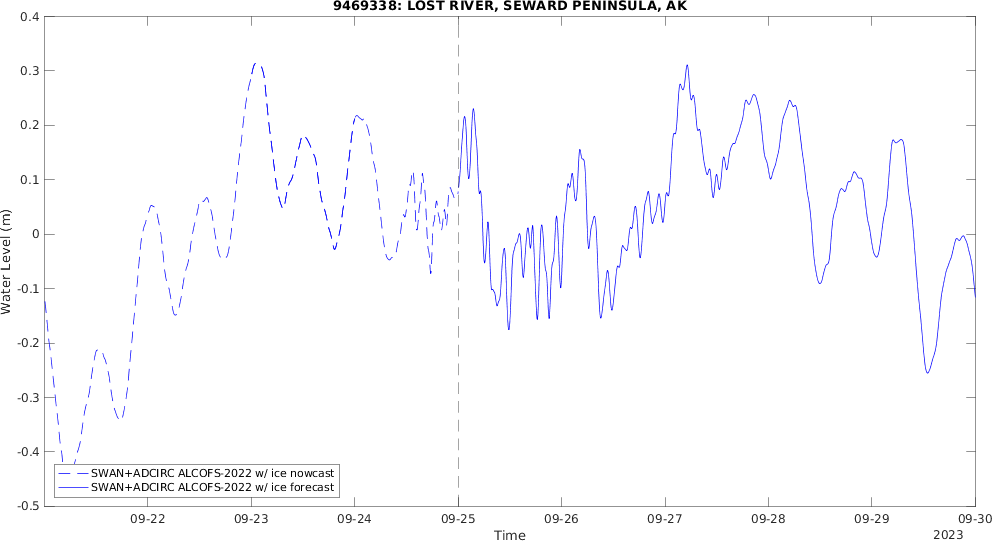 9469338: LOST RIVER, SEWARD PENINSULA, AK
0.4
0.3
0.2
0.1
0
-0.1
-0.2
-0.3
-0.4
-0.5
Water Level (m)
SWAN+ADCIRC ALCOFS-2022 w/ ice nowcast
SWAN+ADCIRC ALCOFS-2022 w/ ice forecast
09-22 09-23 09-24 09-25 09-26 09-27 09-28 09-29 09-30
Time
2023